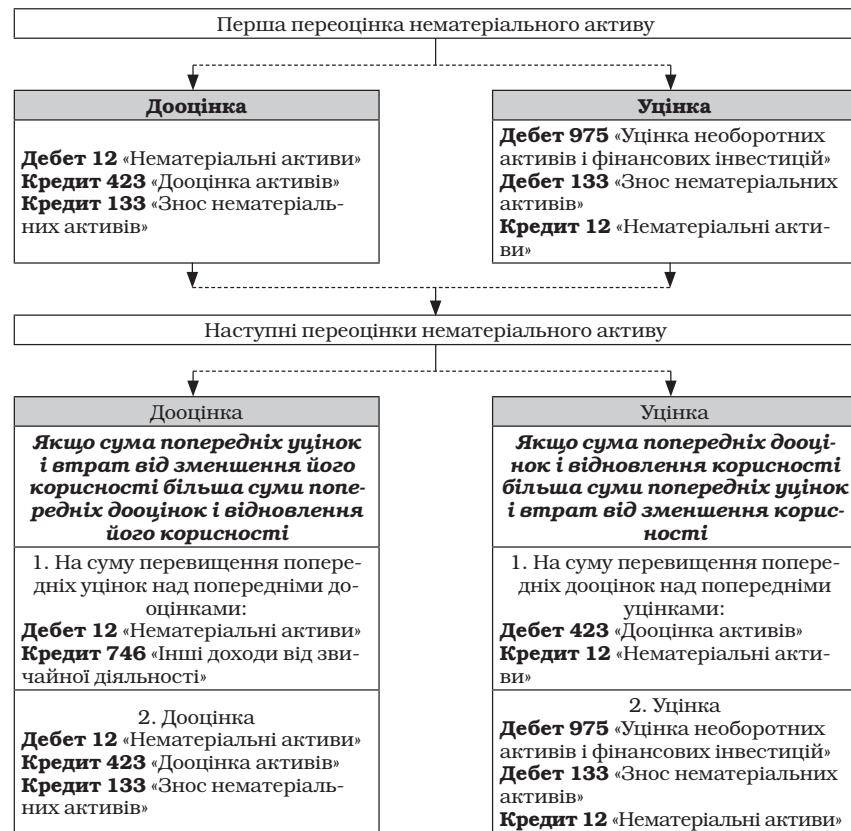 Перша переоцінка нематеріального активу
Дооцінка
Дебет 12 «Нематеріальні активи»
Кредит 423 «Дооцінка активів»
Кредит 133 «Знос нематеріаль-
них активів»
Уцінка
Дебет 975 «Уцінка необоротних
активів і фінансових інвестицій»
Дебет 133 «Знос нематеріальних
активів»
Кредит 12 «Нематеріальні акти-
ви»
Наступні переоцінки нематеріального активу
Дооцінка
Якщо сума попередніх уцінок
і втрат від зменшення його
корисності більша суми попе-
редніх дооцінок і відновлення
його корисності
1. На суму перевищення попере-
дніх уцінок над попередніми до-
оцінками:
Дебет 12 «Нематеріальні активи»
Кредит 746 «Інші доходи від зви-
чайної діяльності»
2. Дооцінка
Дебет 12 «Нематеріальні активи»
Кредит 423 «Дооцінка активів»
Кредит 133 «Знос нематеріаль-
них активів»
Уцінка
Якщо сума попередніх дооці-
нок і відновлення корисності
більша суми попередніх уцінок
і втрат від зменшення корис-
ності
1. На суму перевищення попере-
дніх дооцінок над попередніми
уцінками:
Дебет 423 «Дооцінка активів»
Кредит 12 «Нематеріальні акти-
ви»
2. Уцінка
Дебет 975 «Уцінка необоротних
активів і фінансових інвестицій»
Дебет 133 «Знос нематеріальних
активів»
Кредит 12 «Нематеріальні активи»